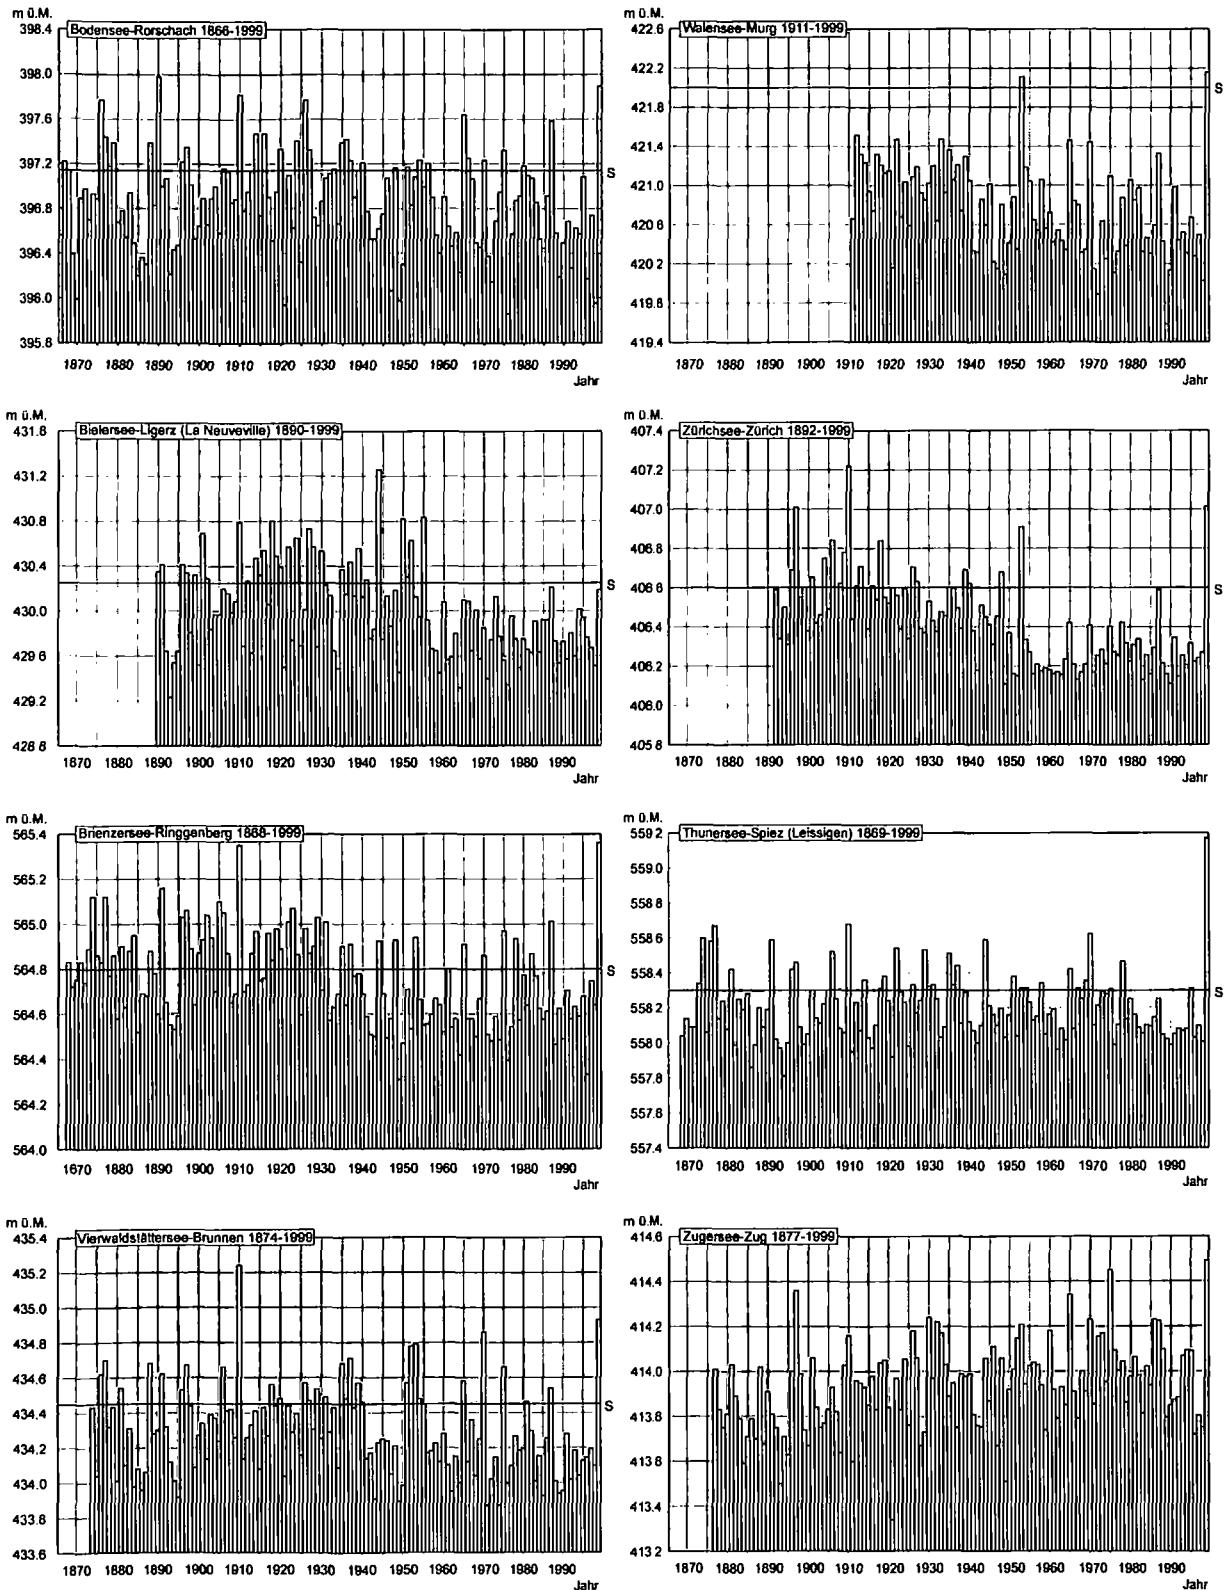 m ü.M.
Bodensee-Rorschach 1866-1999
398.4
398.0
397.6
397.2
396.8
396.4
396.0
395.8
S
1870 1880 1890 1900 1910 1920 1930 1940 1950 1960 1970 1980 1990
Jahr
m ü.M.
Walensee-Murg 1911-1999
422.6
422.2
421.8
421.4
421.0
420.6
420.2
419.8
419.4
S
1870 1880 1890 1900 1910 1920 1930 1940 1950 1960 1970 1980 1990
Jahr
m ü.M.
Bielersee-Ligerz (La Neuveville) 1890-1999
431.8
431.2
430.8
430.4
430.0
429.6
429.2
428.8
S
1870 1880 1890 1900 1910 1920 1930 1940 1950 1960 1970 1980 1990
Jahr
m ü.M.
Zürichsee-Zürich 1892-1999
407.4
407.2
407.0
406.8
406.6
406.4
406.2
406.0
405.8
S
1870 1880 1890 1900 1910 1920 1930 1940 1950 1960 1970 1980 1990
Jahr
m ü.M.
Brienzersee-Ringgenberg 1868-1999
565.4
565.2
565.0
564.8
564.6
564.4
564.2
564.0
S
1870 1880 1890 1900 1910 1920 1930 1940 1950 1960 1970 1980 1990
Jahr
m ü.M.
Thunersee-Spiez (Leissigen) 1869-1999
559.2
559.0
558.8
558.6
558.4
558.2
558.0
557.8
557.6
557.4
S
1870 1880 1890 1900 1910 1920 1930 1940 1950 1960 1970 1980 1990
Jahr
m ü.M.
Vierwaldstättersee-Brunnen 1874-1999
435.4
435.2
435.0
434.8
434.6
434.4
434.2
434.0
433.8
433.6
S
1870 1880 1890 1900 1910 1920 1930 1940 1950 1960 1970 1980 1990
Jahr
m ü.M.
Zugersee-Zug 1877-1999
414.6
414.4
414.2
414.0
413.8
413.6
413.4
413.2
1870 1880 1890 1900 1910 1920 1930 1940 1950 1960 1970 1980 1990
Jahr